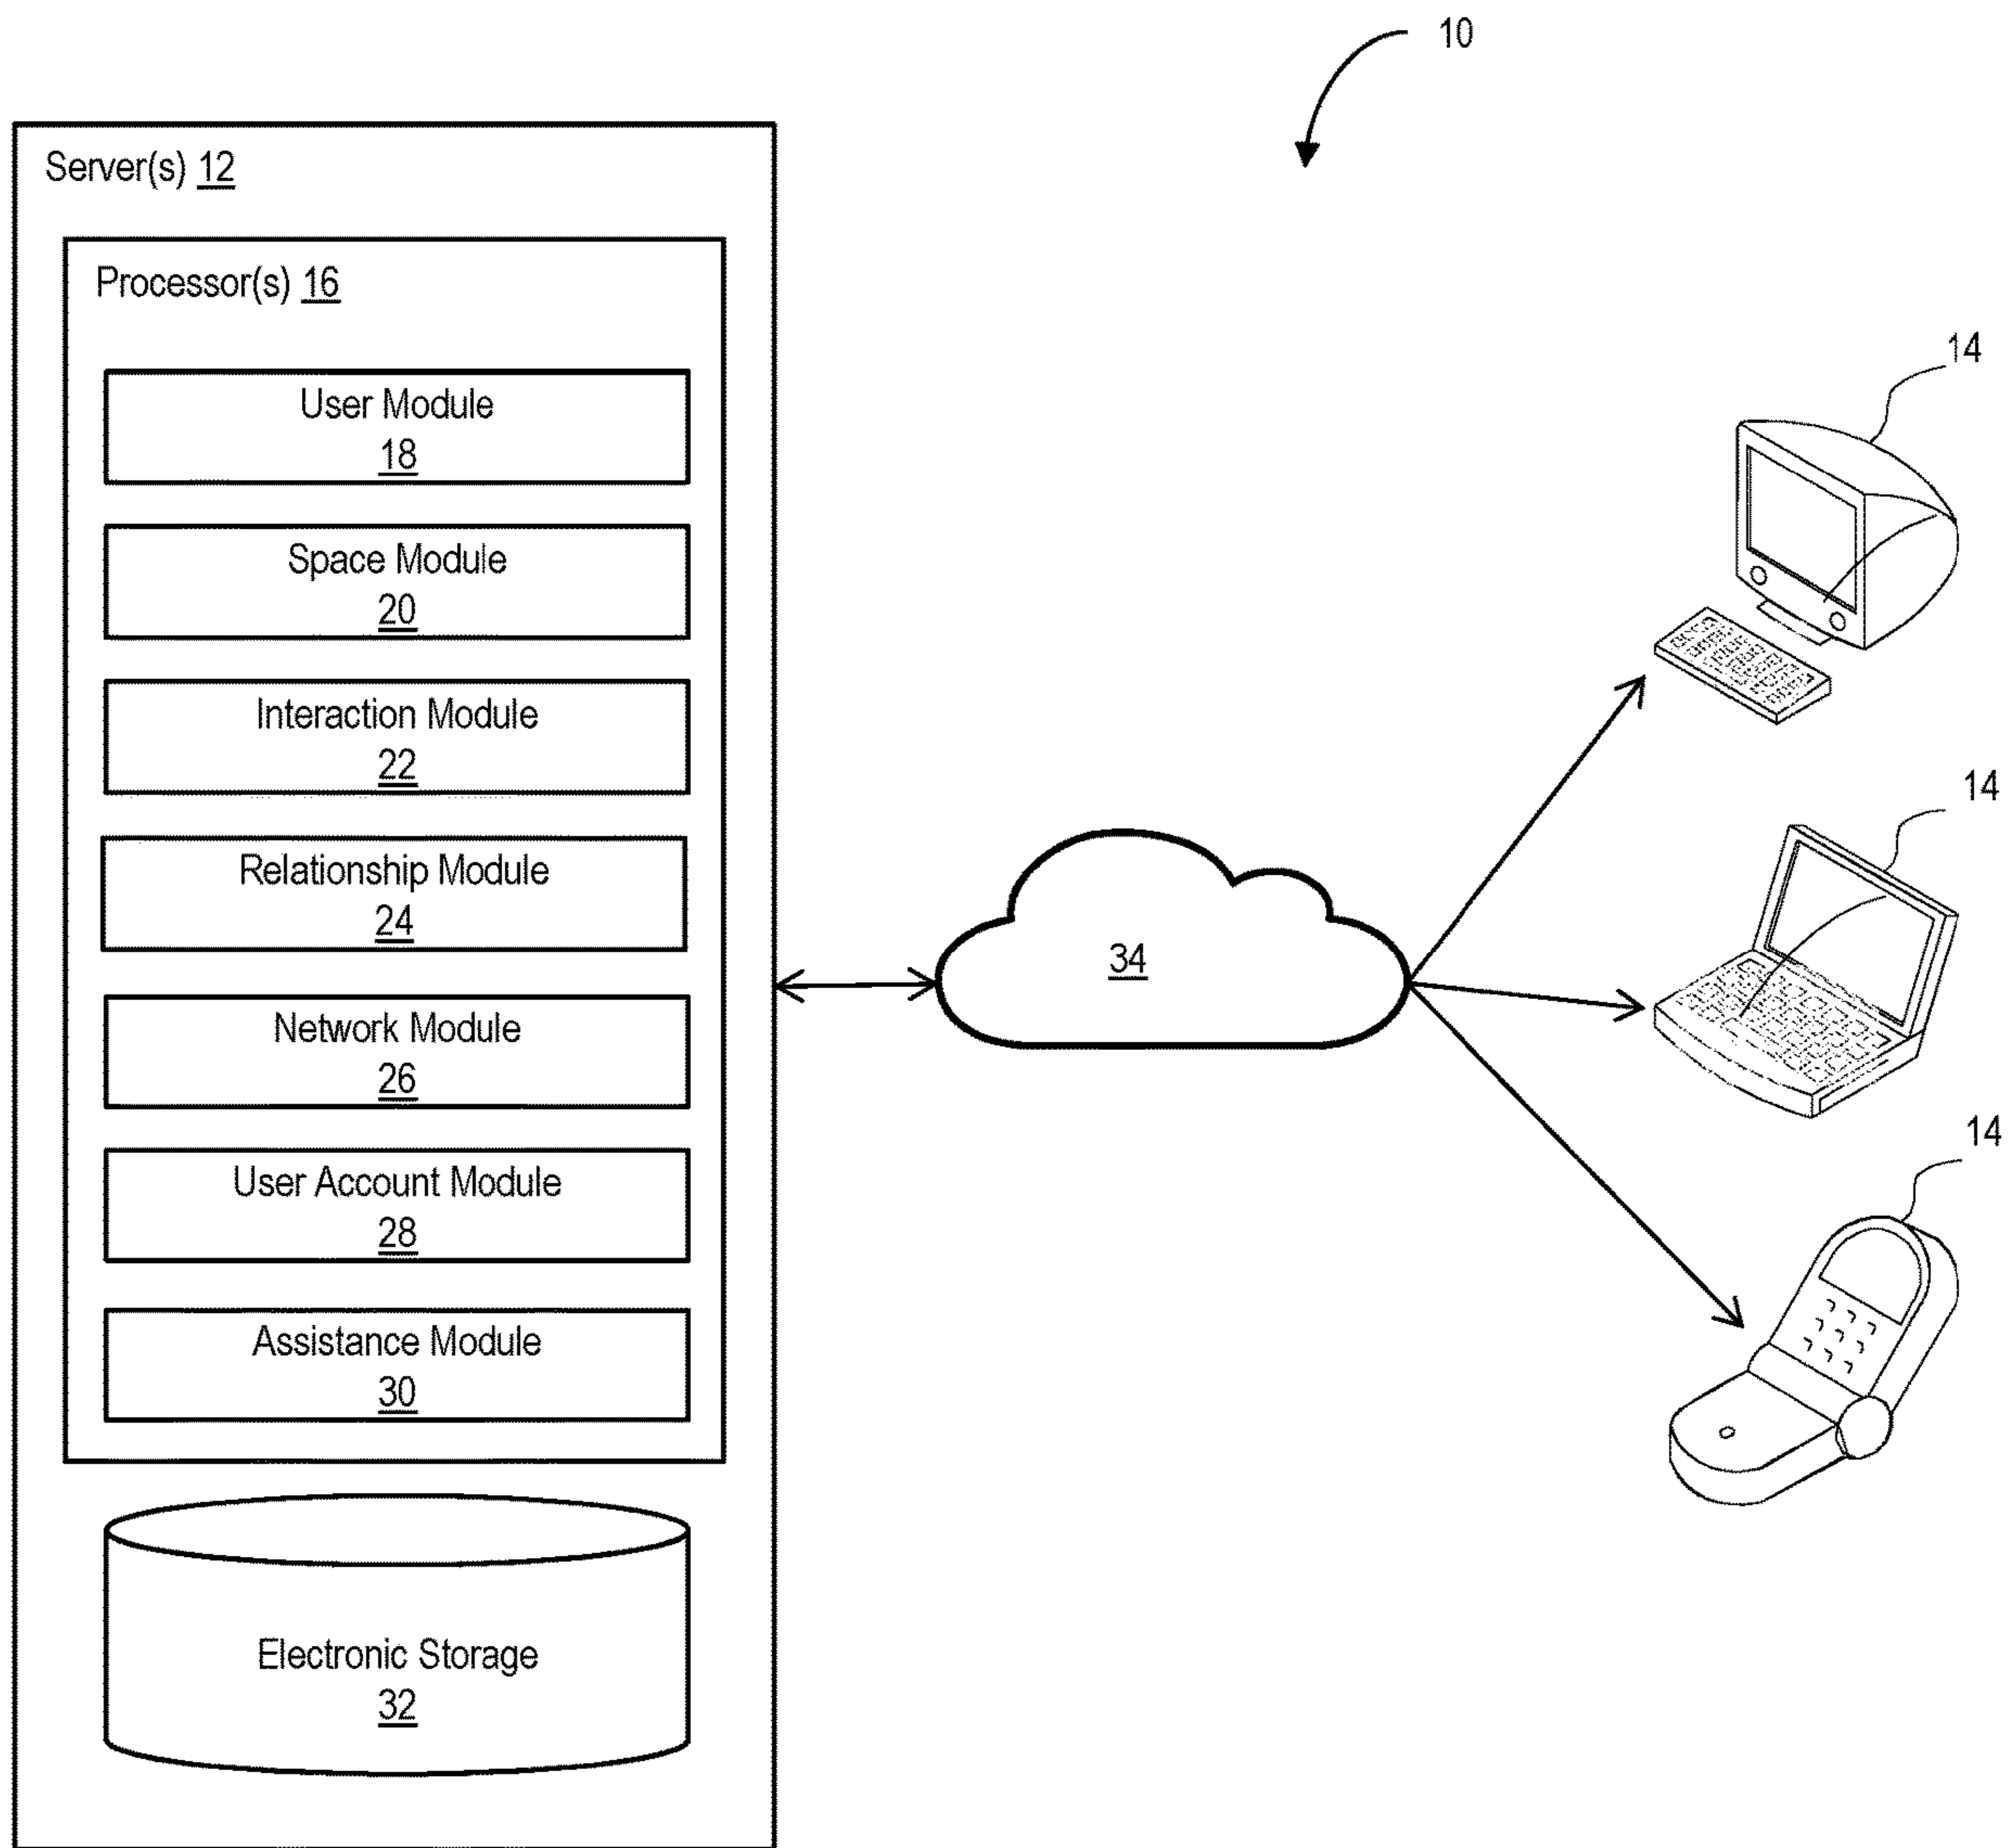 10
Server(s) 12
Processor(s) 16
User Module
18
Space Module
20
Interaction Module
22
Relationship Module
24
Network Module
26
User Account Module
28
Assistance Module
30
Electronic Storage
32
34
14
14
14